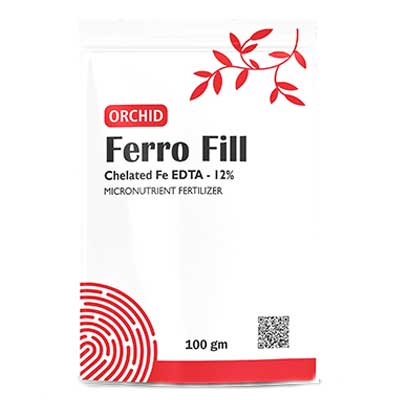 ORCHID
Ferro Fill
Chelated Fe EDTA - 12%
MICRONUTRIENT FERTILIZER
100 gm